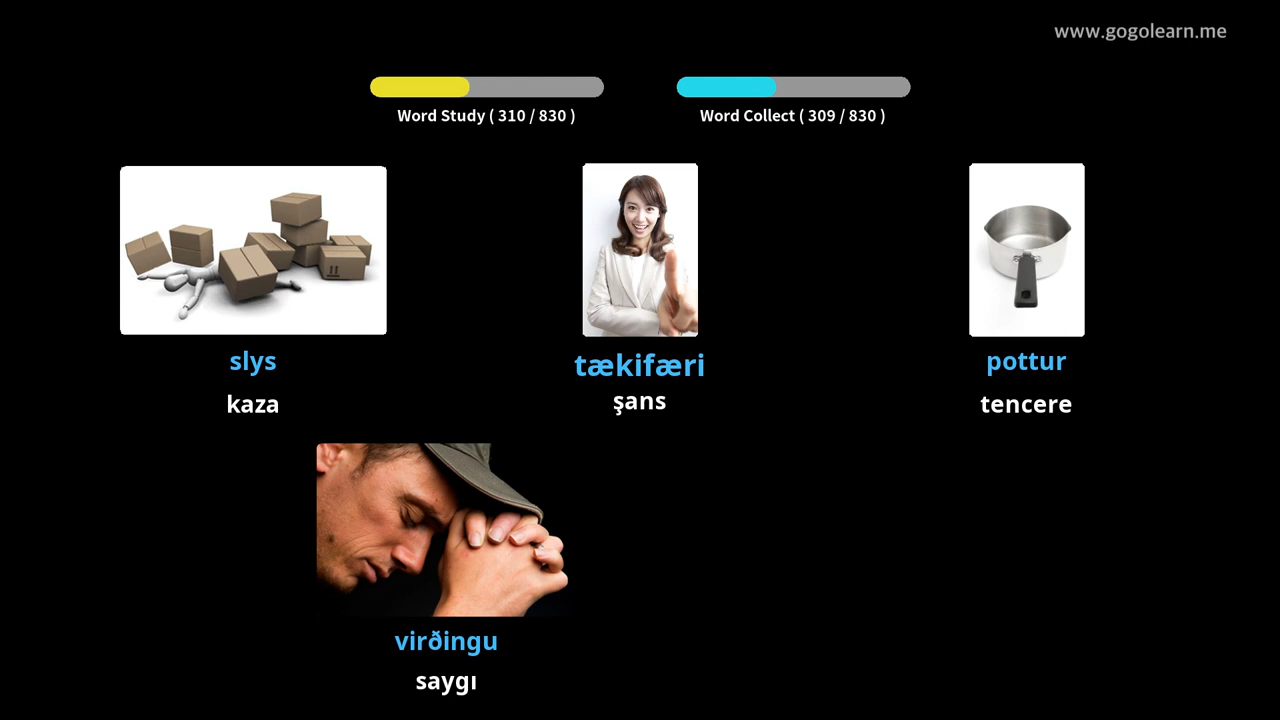 www.gogolearn.me
Word Study ( 310 / 830 )
Word Collect ( 309 / 830 )
slys
tækifæri
pottur
kaza
şans
tencere
virðingu
saygı